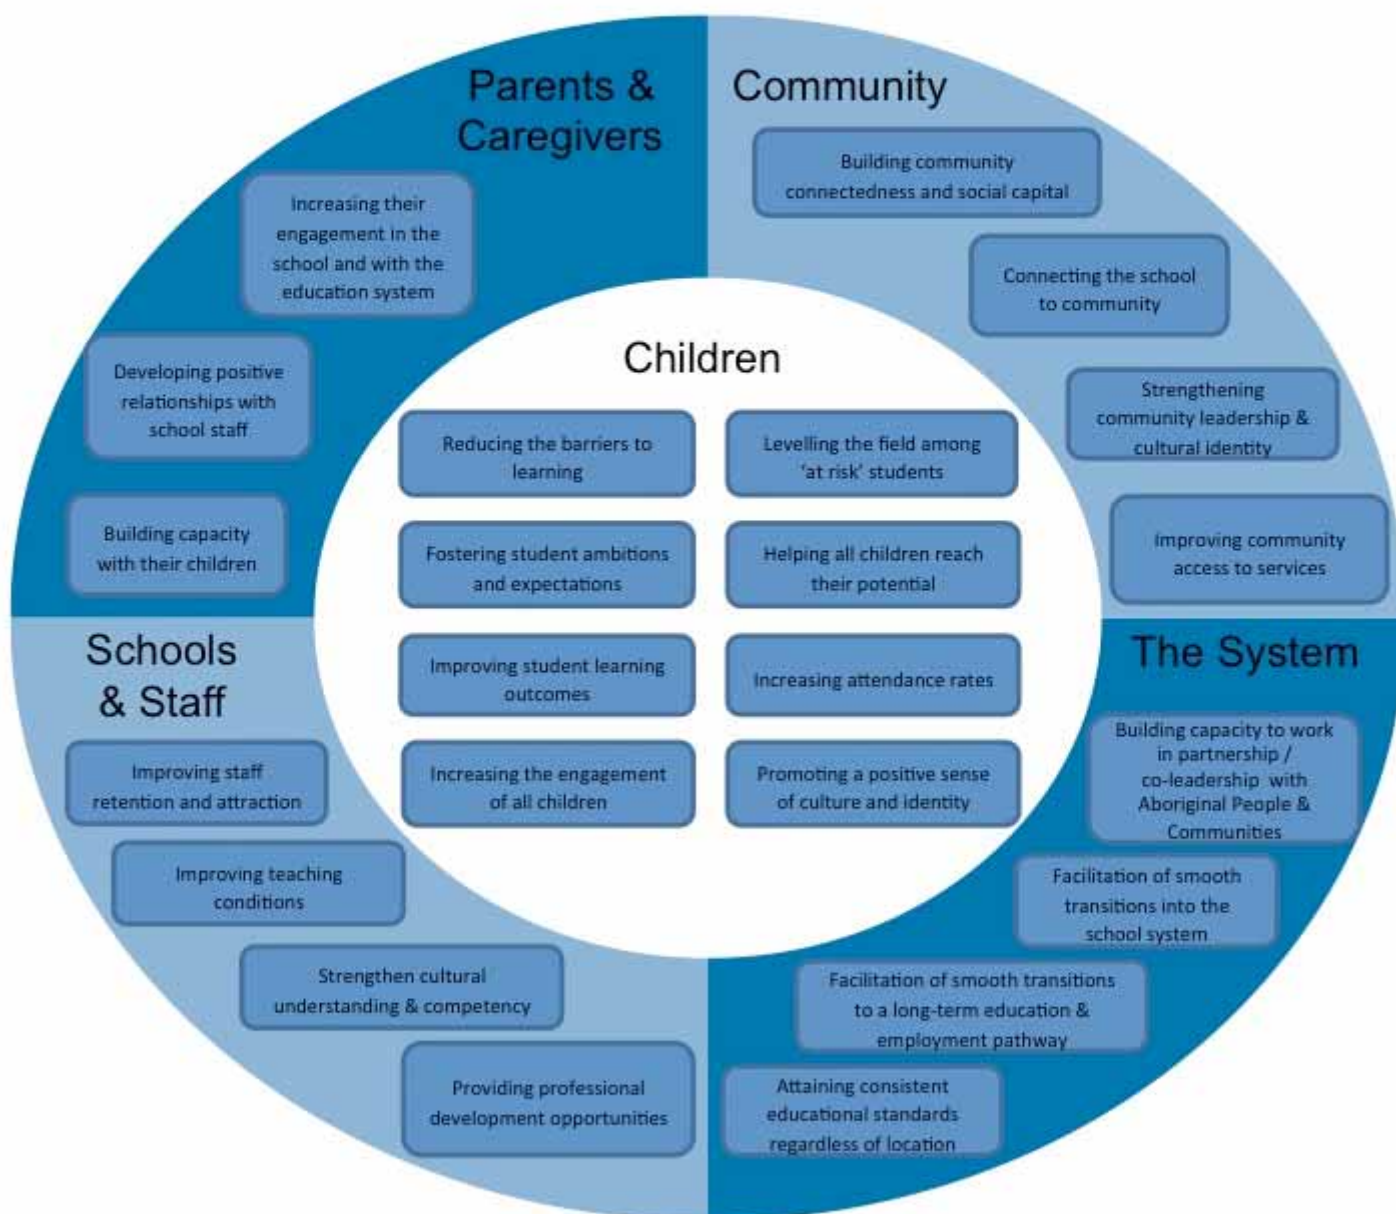 Parents &
Caregivers
Increasing their
engagement in the
school and with the
education system
Developing positive
relationships with
school staff
Building capacity
with their children
Community
Building community
connectedness and social capital
Connecting the school
to community
Strengthening
community leadership &
cultural identity
Improving community
access to services
Children
Reducing the barriers to
learning
Levelling the field among
‘at risk’ students
Fostering student ambitions
and expectations
Helping all children reach
their potential
Improving student learning
outcomes
Increasing attendance rates
Increasing the engagement
of all children
Promoting a positive sense
of culture and identity
Schools
& Staff
Improving staff
retention and attraction
Improving teaching
conditions
Strengthen cultural
understanding & competency
Providing professional
development opportunities
The System
Building capacity to work
in partnership /
co-leadership with
Aboriginal People &
Communities
Facilitation of smooth
transitions into the
school system
Facilitation of smooth transitions
to a long-term education &
employment pathway
Attaining consistent
educational standards
regardless of location